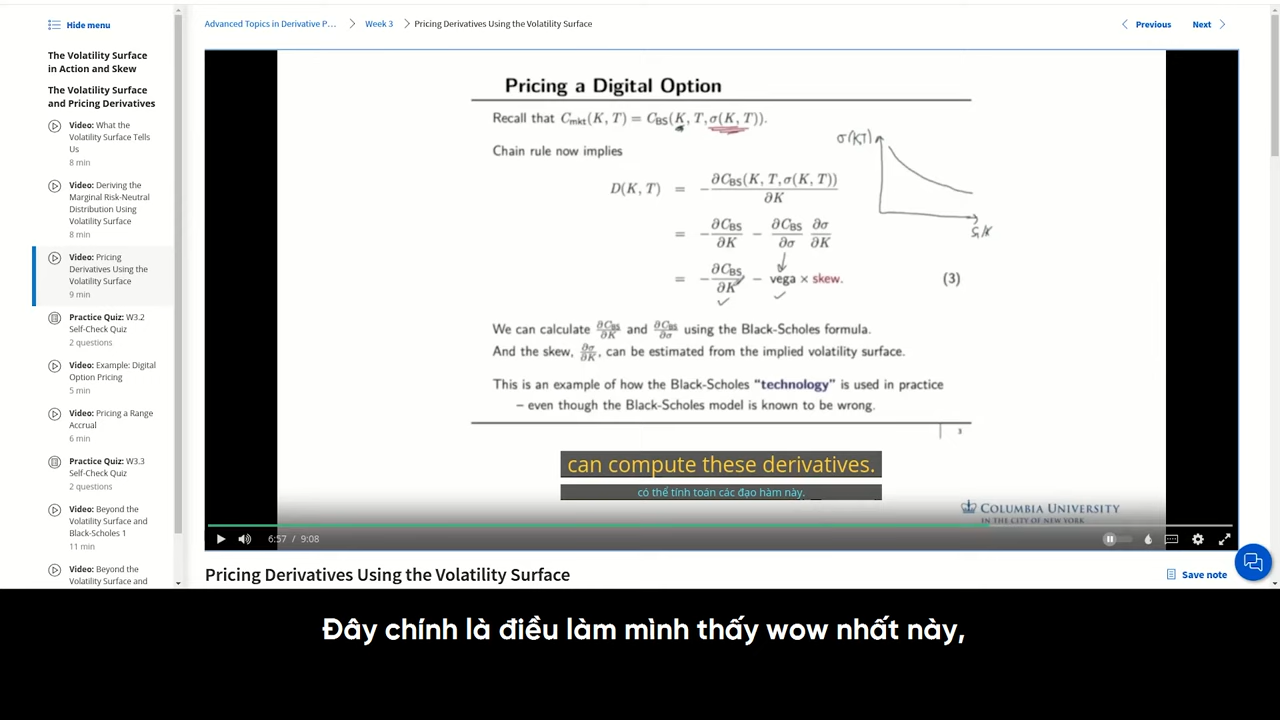 Hide menu
Advanced Topics in Derivative P...
Week 3
Pricing Derivatives Using the Volatility Surface
Previous
Next
The Volatility Surface
in Action and Skew
The Volatility Surface
and Pricing Derivatives
Video: What the
Volatility Surface Tells
Us
8 min
Video: Deriving the
Marginal Risk-Neutral
Distribution Using
Volatility Surface
8 min
Video: Pricing
Derivatives Using the
Volatility Surface
9 min
Practice Quiz: W3.2
Self-Check Quiz
2 questions
Video: Example: Digital
Option Pricing
5 min
Video: Pricing a Range
Accrual
6 min
Practice Quiz: W3.3
Self-Check Quiz
2 questions
Video: Beyond the
Volatility Surface and
Black-Scholes 1
11 min
Video: Beyond the
Volatility Surface and
Pricing a Digital Option
Recall that C_mkt(K, T) = C_BS(K, T, σ(K, T)).
σ(K,T)
Chain rule now implies
D(K, T) = −∂C_BS(K, T, σ(K, T))/∂K
= −∂C_BS/∂K − ∂C_BS/∂σ ∂σ/∂K
= −∂C_BS/∂K − vega × skew. (3)
We can calculate ∂C_BS/∂K and ∂C_BS/∂σ using the Black-Scholes formula.
And the skew, ∂σ/∂K, can be estimated from the implied volatility surface.
This is an example of how the Black-Scholes "technology" is used in practice
– even though the Black-Scholes model is known to be wrong.
3
can compute these derivatives.
có thể tính toán các đạo hàm này.
COLUMBIA UNIVERSITY
IN THE CITY OF NEW YORK
6:57 / 9:08
Pricing Derivatives Using the Volatility Surface
Save note
Đây chính là điều làm mình thấy wow nhất này,